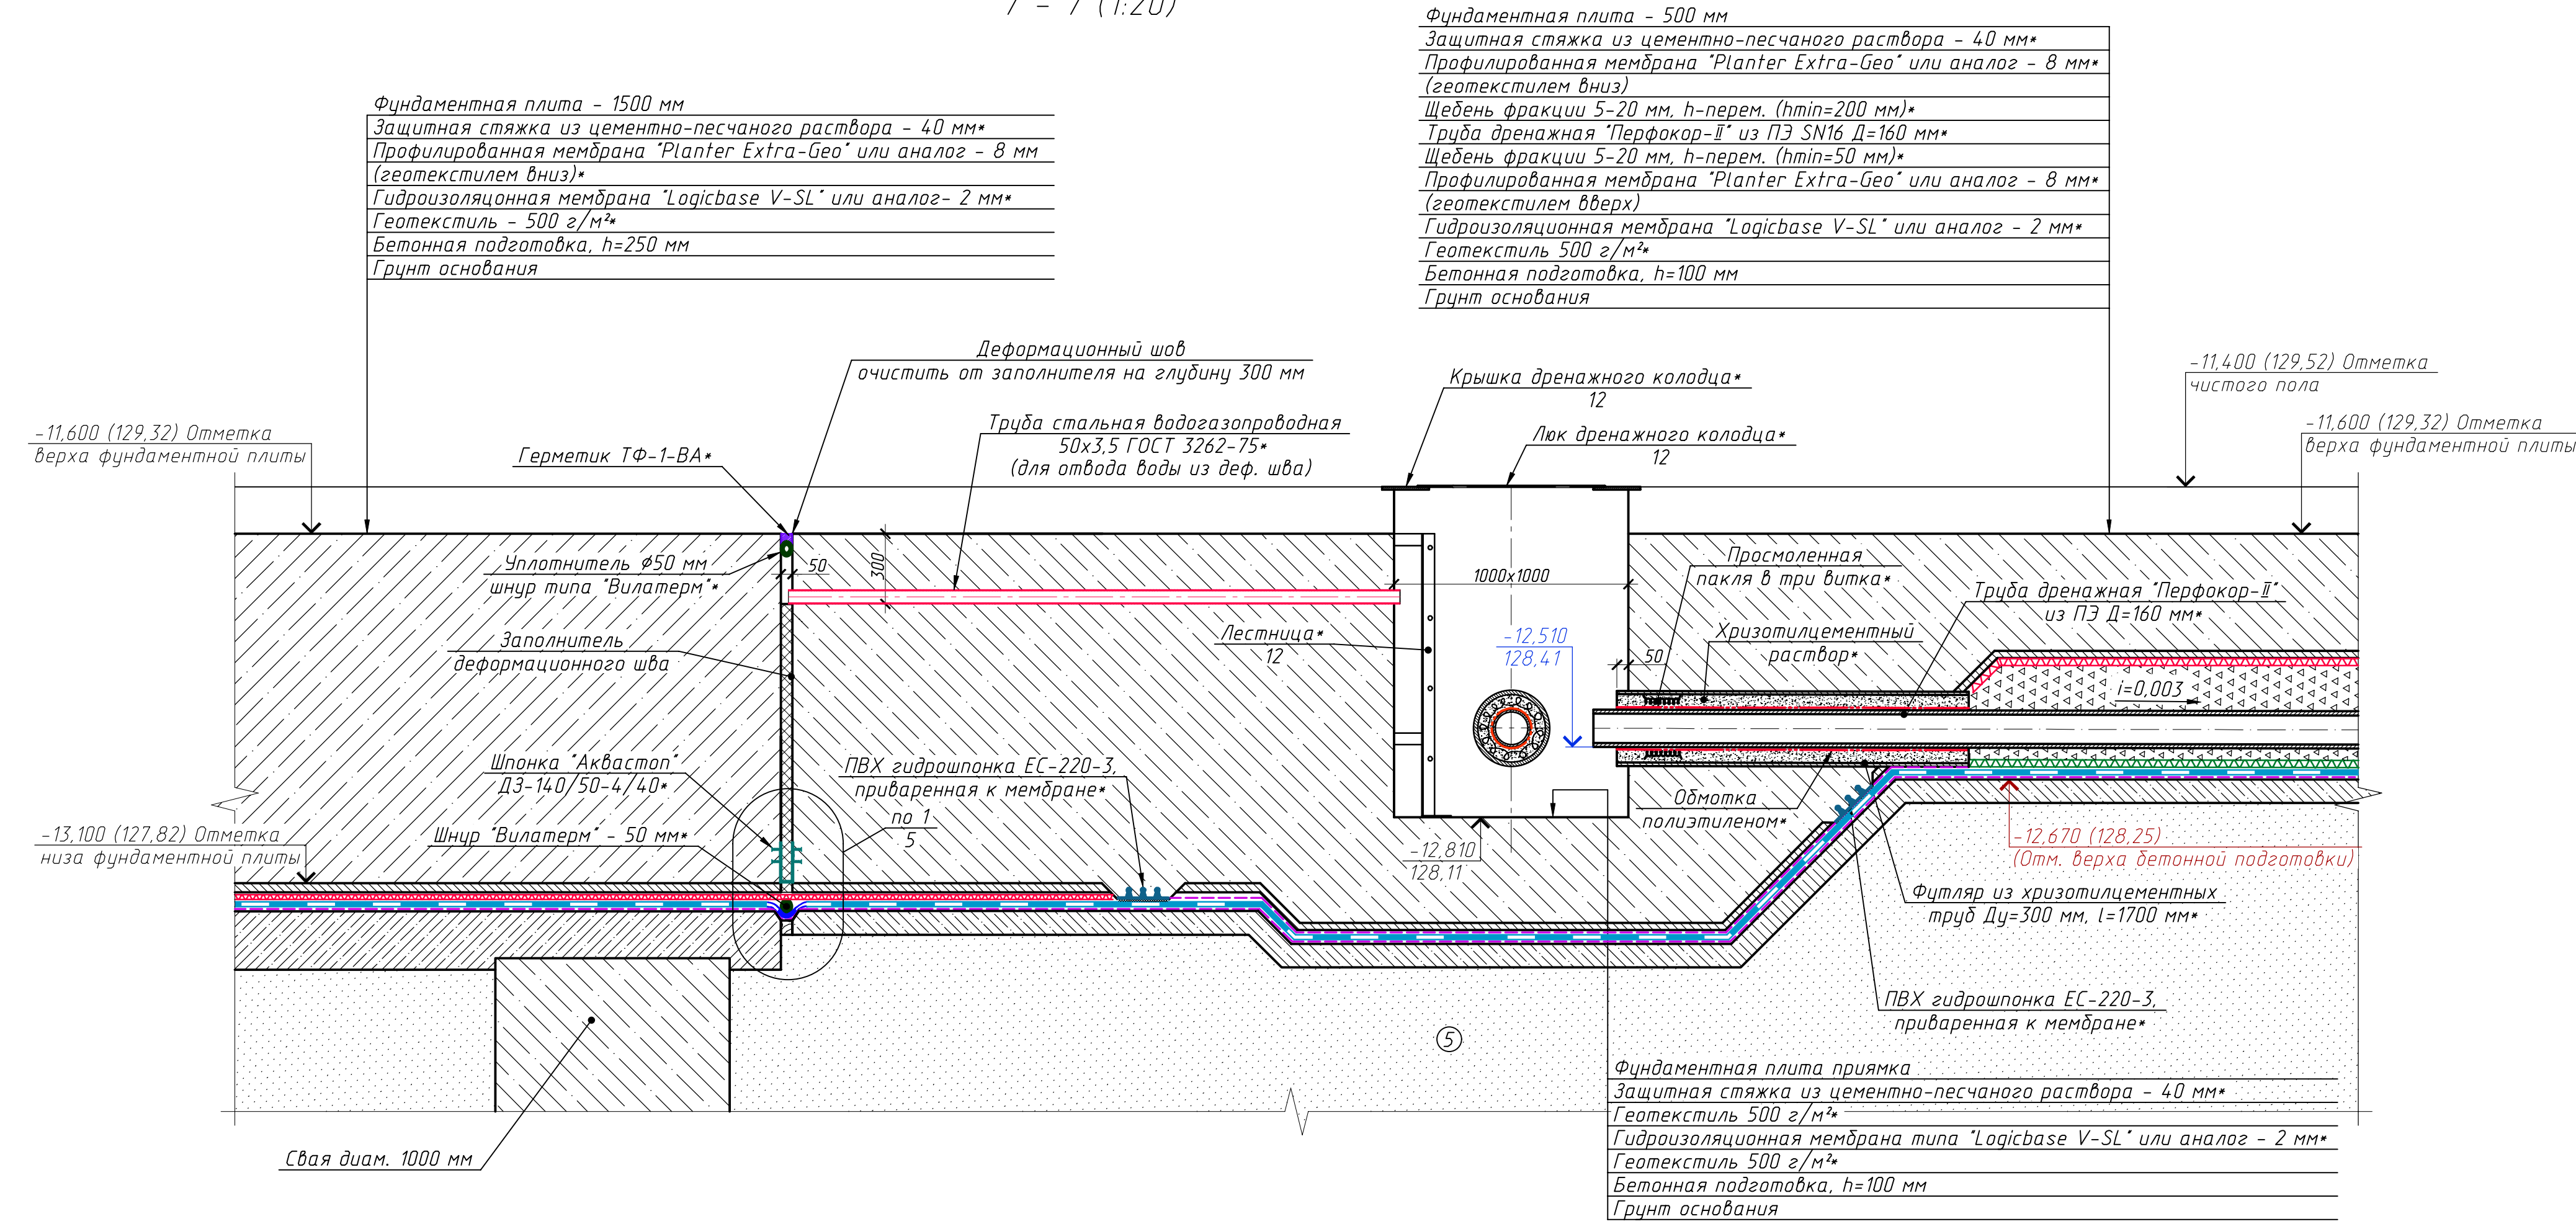 7 - 7 (1:20)
Фундаментная плита - 1500 мм
Защитная стяжка из цементно-песчаного раствора - 40 мм*
Профилированная мембрана "Planter Extra-Geo" или аналог - 8 мм
(геотекстилем вниз)*
Гидроизоляцонная мембрана "Logicbase V-SL" или аналог- 2 мм*
Геотекстиль - 500 г/м²*
Бетонная подготовка, h=250 мм
Грунт основания
Фундаментная плита - 500 мм
Защитная стяжка из цементно-песчаного раствора - 40 мм*
Профилированная мембрана "Planter Extra-Geo" или аналог - 8 мм*
(геотекстилем вниз)
Щебень фракции 5-20 мм, h-перем. (hmin=200 мм)*
Труба дренажная "Перфокор-II" из ПЭ SN16 Д=160 мм*
Щебень фракции 5-20 мм, h-перем. (hmin=50 мм)*
Профилированная мембрана "Planter Extra-Geo" или аналог - 8 мм*
(геотекстилем вверх)
Гидроизоляционная мембрана "Logicbase V-SL" или аналог - 2 мм*
Геотекстиль 500 г/м²*
Бетонная подготовка, h=100 мм
Грунт основания
Деформационный шов
очистить от заполнителя на глубину 300 мм
Крышка дренажного колодца*
12
-11,400 (129,52) Отметка
чистого пола
Труба стальная водогазопроводная
50х3,5 ГОСТ 3262-75*
(для отвода воды из деф. шва)
Люк дренажного колодца*
12
-11,600 (129,32) Отметка
верха фундаментной плиты
Герметик ТФ-1-ВА*
-11,600 (129,32) Отметка
верха фундаментной плиты
Уплотнитель ⌀50 мм
шнур типа "Вилатерм"*
50
300
1000х1000
Просмоленная
пакля в три витка*
Труба дренажная "Перфокор-II"
из ПЭ Д=160 мм*
Заполнитель
деформационного шва
Лестница*
12
-12,510
128,41
50
Хризотилцементный
раствор*
i=0,003
Шпонка "Аквастоп"
ДЗ-140/50-4/40*
ПВХ гидрошпонка ЕС-220-3,
приваренная к мембране*
Обмотка
полиэтиленом*
-13,100 (127,82) Отметка
низа фундаментной плиты
Шнур "Вилатерм" - 50 мм*
по 1
5
-12,810
128,11
-12,670 (128,25)
(Отм. верха бетонной подготовки)
Футляр из хризотилцементных
труб Ду=300 мм, l=1700 мм*
ПВХ гидрошпонка ЕС-220-3,
приваренная к мембране*
5
Свая диам. 1000 мм
Фундаментная плита приямка
Защитная стяжка из цементно-песчаного раствора - 40 мм*
Геотекстиль 500 г/м²*
Гидроизоляционная мембрана типа "Logicbase V-SL" или аналог - 2 мм*
Геотекстиль 500 г/м²*
Бетонная подготовка, h=100 мм
Грунт основания